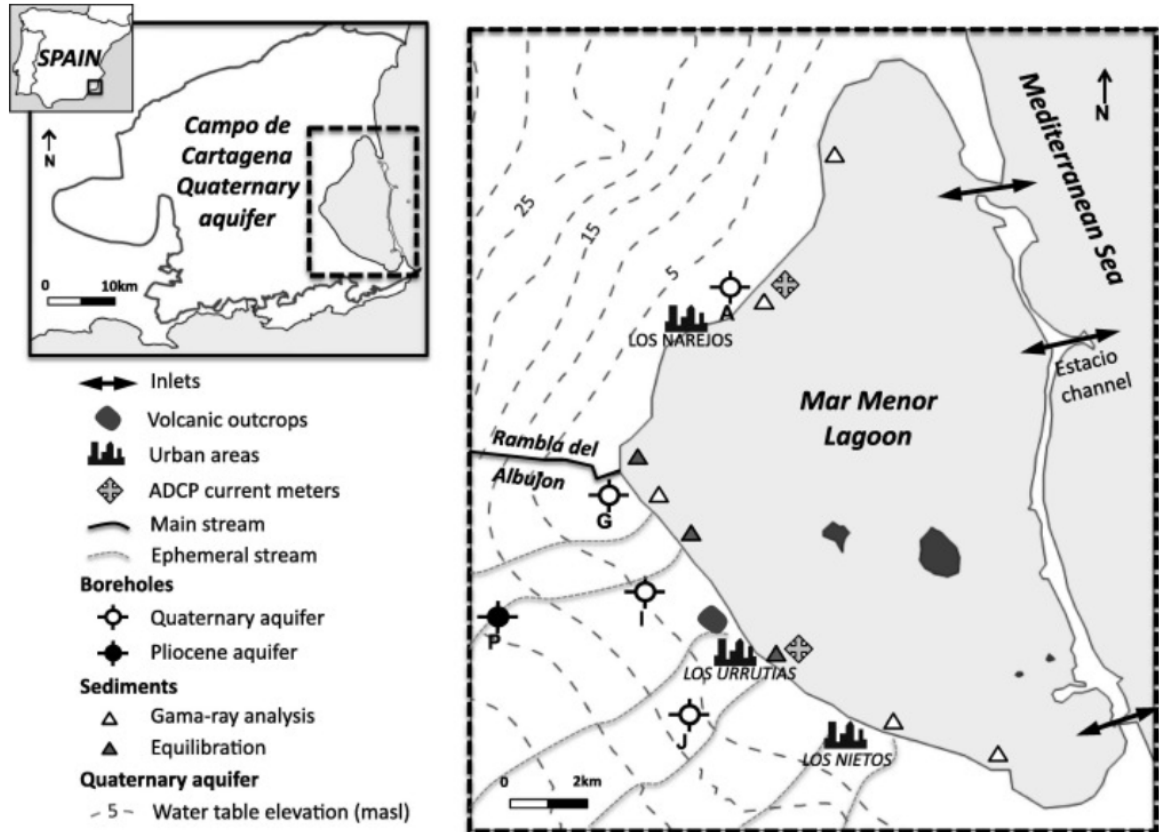 SPAIN
N
Campo de
Cartagena
Quaternary
aquifer
0 10km
Inlets
Volcanic outcrops
Urban areas
ADCP current meters
Main stream
Ephemeral stream
Boreholes
Quaternary aquifer
Pliocene aquifer
Sediments
Gama-ray analysis
Equilibration
Quaternary aquifer
5 Water table elevation (masl)
N
Mediterranean Sea
25
15
5
A
LOS NAREJOS
Estacio
channel
Mar Menor
Lagoon
Rambla del
Albujon
G
I
P
LOS URRUTIAS
J
LOS NIETOS
0 2km